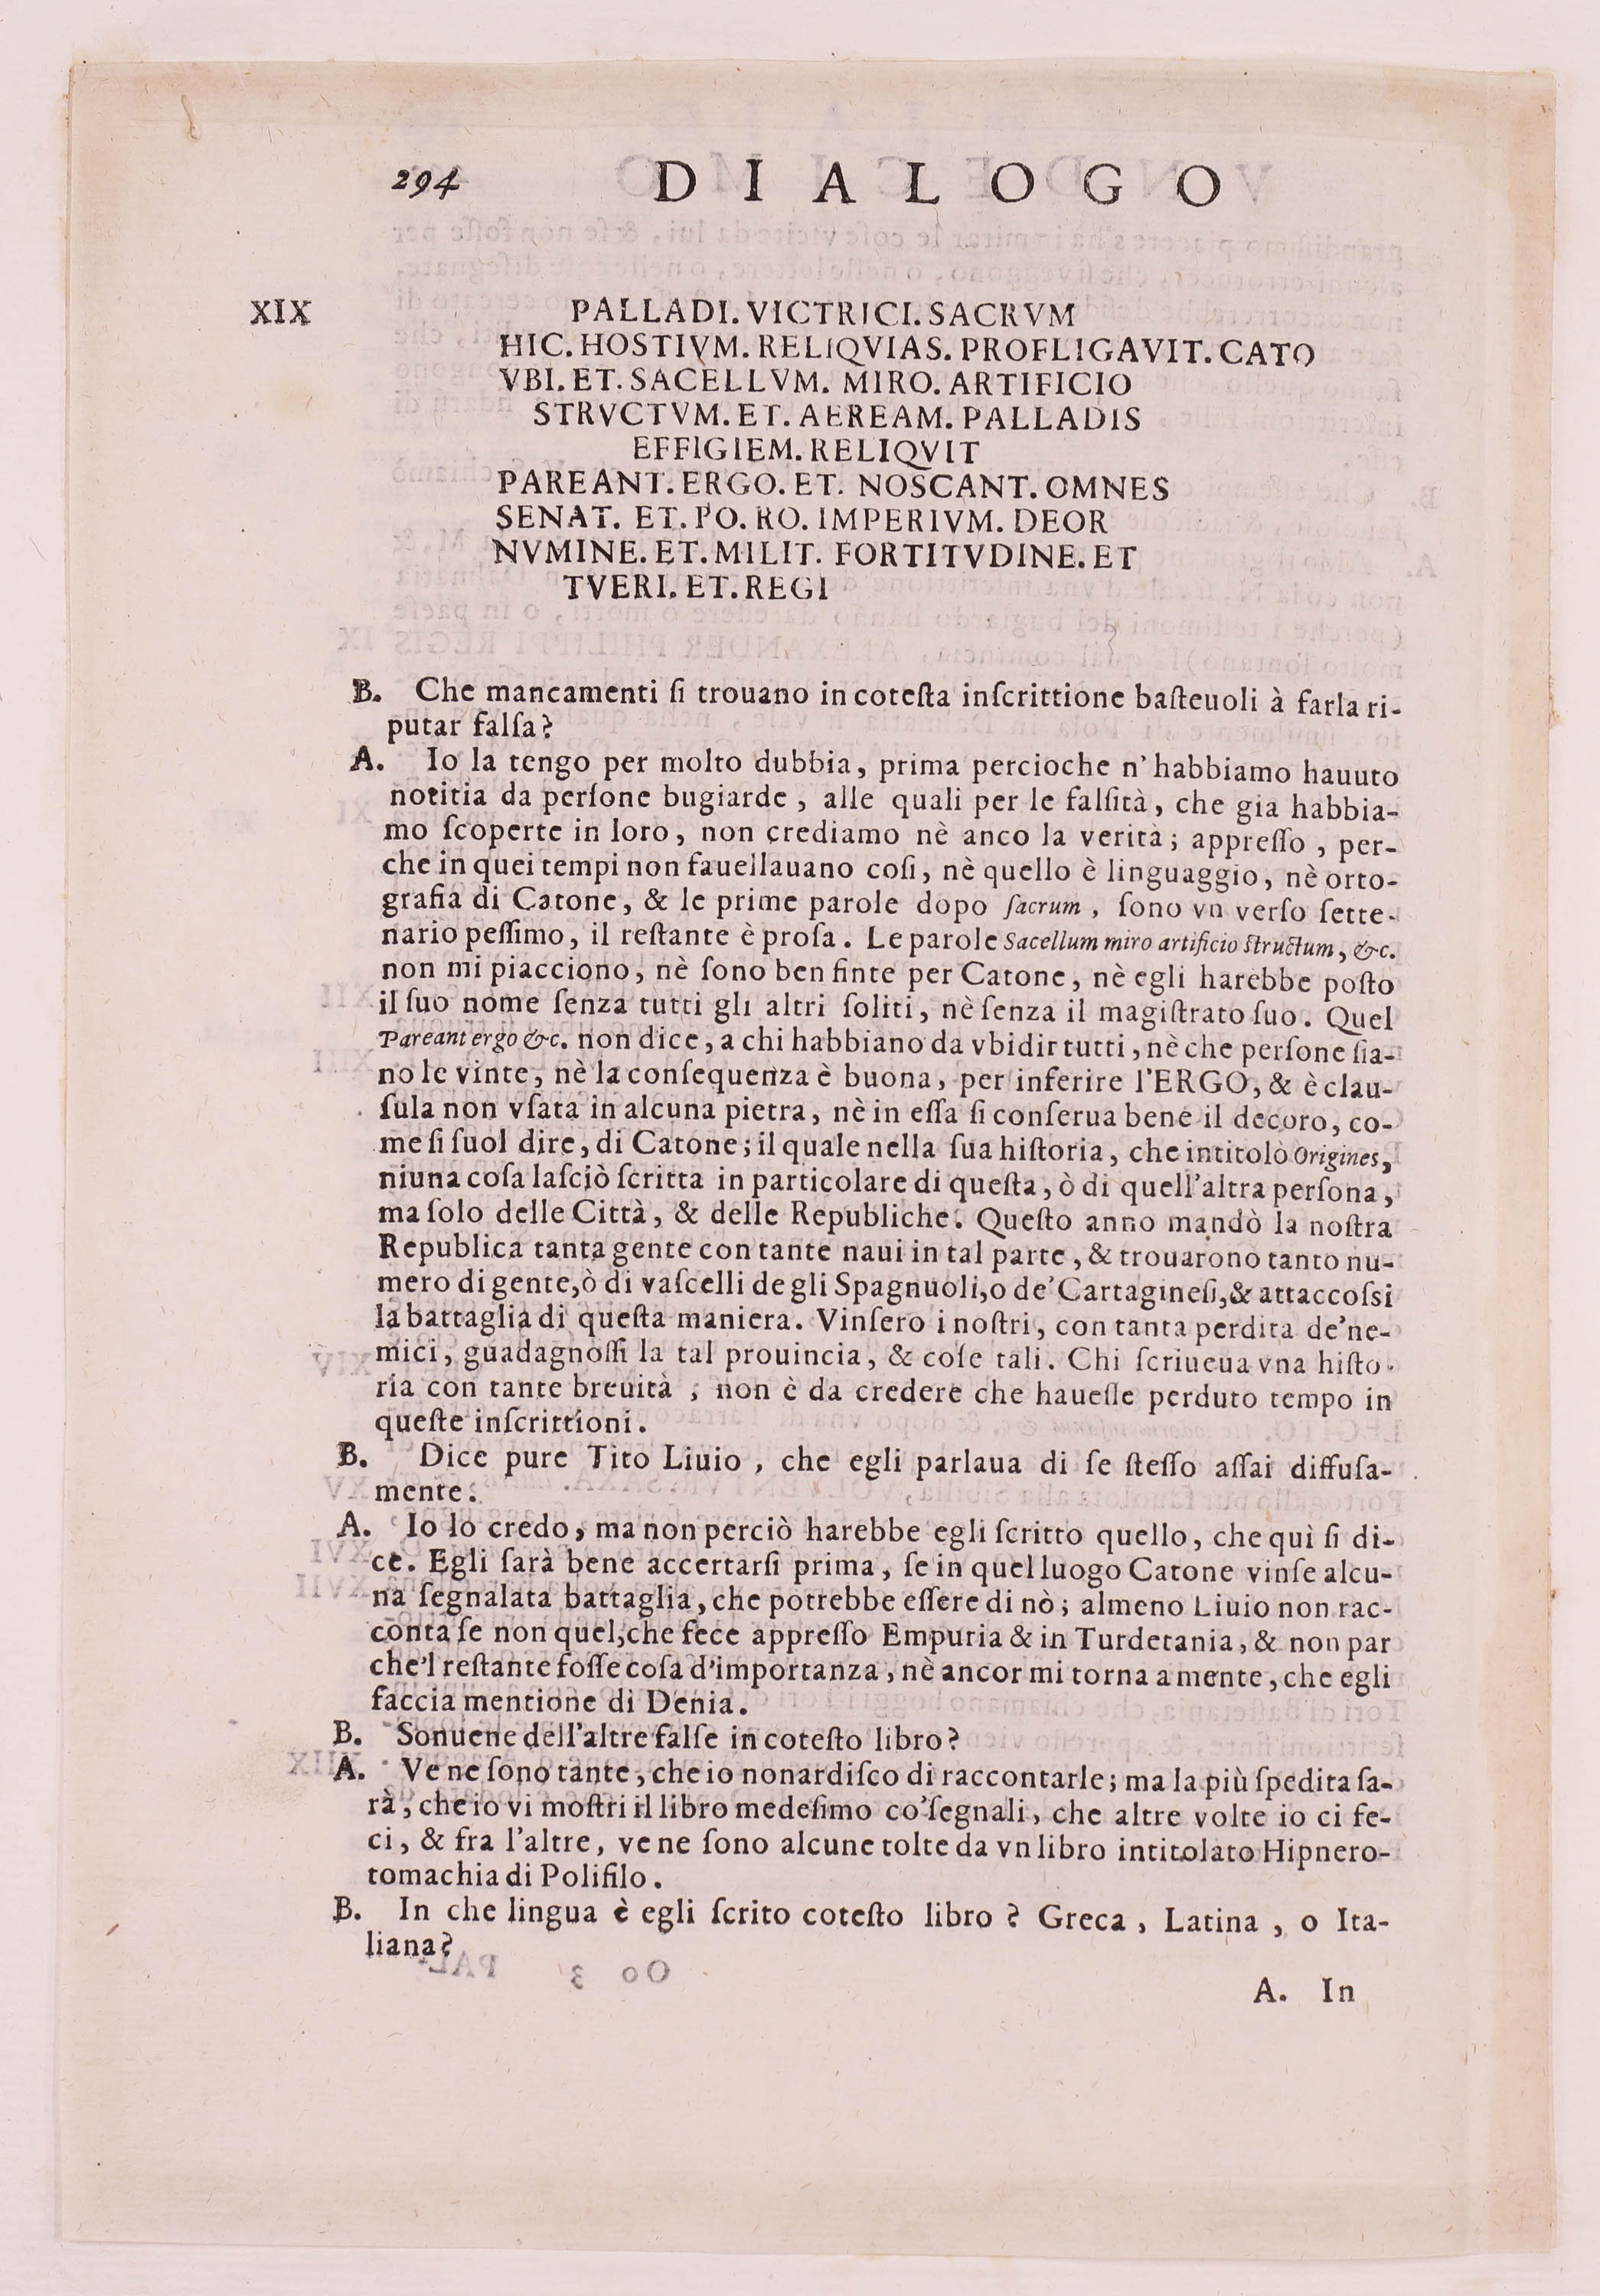 294 DIALOGO
XIX PALLADI. VICTRICI. SACRVM
HIC. HOSTIVM. RELIQVIAS. PROFLIGAVIT. CATO
VBI. ET. SACELLVM. MIRO. ARTIFICIO
STRVCTVM. ET. AEREAM. PALLADIS
EFFIGIEM. RELIQVIT
PAREANT. ERGO. ET. NOSCANT. OMNES
SENAT. ET. PO. RO. IMPERIVM. DEOR
NVMINE. ET. MILIT. FORTITVDINE. ET
TVERI. ET. REGI
B. Che mancamenti ſi trouano in coteſta inſcrittione baſteuoli à farla ri-
putar falſa?
A. Io la tengo per molto dubbia, prima percioche n'habbiamo hauuto
notitia da perſone bugiarde, alle quali per le falſità, che gia habbia-
mo ſcoperte in loro, non crediamo nè anco la verità; appreſſo, per-
che in quei tempi non fauellauano coſi, nè quello è linguaggio, nè orto-
grafia di Catone, & le prime parole dopo ſacrum, ſono vn verſo ſette-
nario peſſimo, il reſtante è proſa. Le parole Sacellum miro artificio ſtructum, &c.
non mi piacciono, nè ſono ben finte per Catone, nè egli harebbe poſto
il ſuo nome ſenza tutti gli altri ſoliti, nè ſenza il magiſtrato ſuo. Quel
Pareant ergo &c. non dice, a chi habbiano da vbidir tutti, nè che perſone ſia-
no le vinte, nè la conſequenza è buona, per inferire l'ERGO, & è clau-
ſula non vſata in alcuna pietra, nè in eſſa ſi conſerua bene il decoro, co-
me ſi ſuol dire, di Catone; il quale nella ſua hiſtoria, che intitolò Origines,
niuna coſa laſciò ſcritta in particolare di queſta, ò di quell'altra perſona,
ma ſolo delle Città, & delle Republiche. Queſto anno mandò la noſtra
Republica tanta gente con tante naui in tal parte, & trouarono tanto nu-
mero di gente, ò di vaſcelli degli Spagnuoli, o de' Cartagineſi, & attaccoſsi
la battaglia di queſta maniera. Vinſero i noſtri, con tanta perdita de'ne-
mici, guadagnoſſi la tal prouincia, & coſe tali. Chi ſcriueua vna hiſto-
ria con tante breuità, non è da credere che haueſſe perduto tempo in
queſte inſcrittioni.
B. Dice pure Tito Liuio, che egli parlaua di ſe ſteſſo aſſai diffuſa-
mente.
A. Io lo credo, ma non perciò harebbe egli ſcritto quello, che quì ſi di-
ce. Egli ſarà bene accertarſi prima, ſe in quel luogo Catone vinſe alcu-
na ſegnalata battaglia, che potrebbe eſſere di nò; almeno Liuio non rac-
conta ſe non quel, che fece appreſſo Empuria & in Turdetania, & non par
che'l reſtante foſſe coſa d'importanza, nè ancor mi torna a mente, che egli
faccia mentione di Denia.
B. Sonuene dell'altre falſe in coteſto libro?
A. Ve ne ſono tante, che io non ardiſco di raccontarle; ma la più ſpedita ſa-
rà, che io vi moſtri il libro medeſimo co'ſegnali, che altre volte io ci fe-
ci, & fra l'altre, ve ne ſono alcune tolte da vn libro intitolato Hipnero-
tomachia di Polifilo.
B. In che lingua è egli ſcrito coteſto libro? Greca, Latina, o Ita-
liana?
A. In